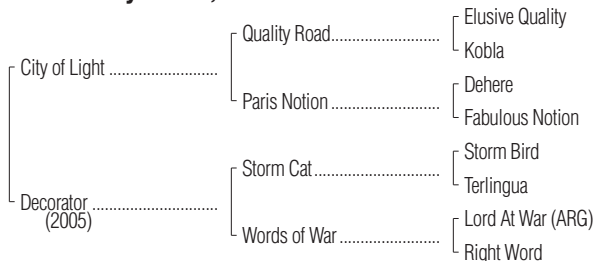 Elusive Quality
Quality Road
Kobla
City of Light
Dehere
Paris Notion
Fabulous Notion
Storm Bird
Storm Cat
Terlingua
Decorator
(2005)
Lord At War (ARG)
Words of War
Right Word